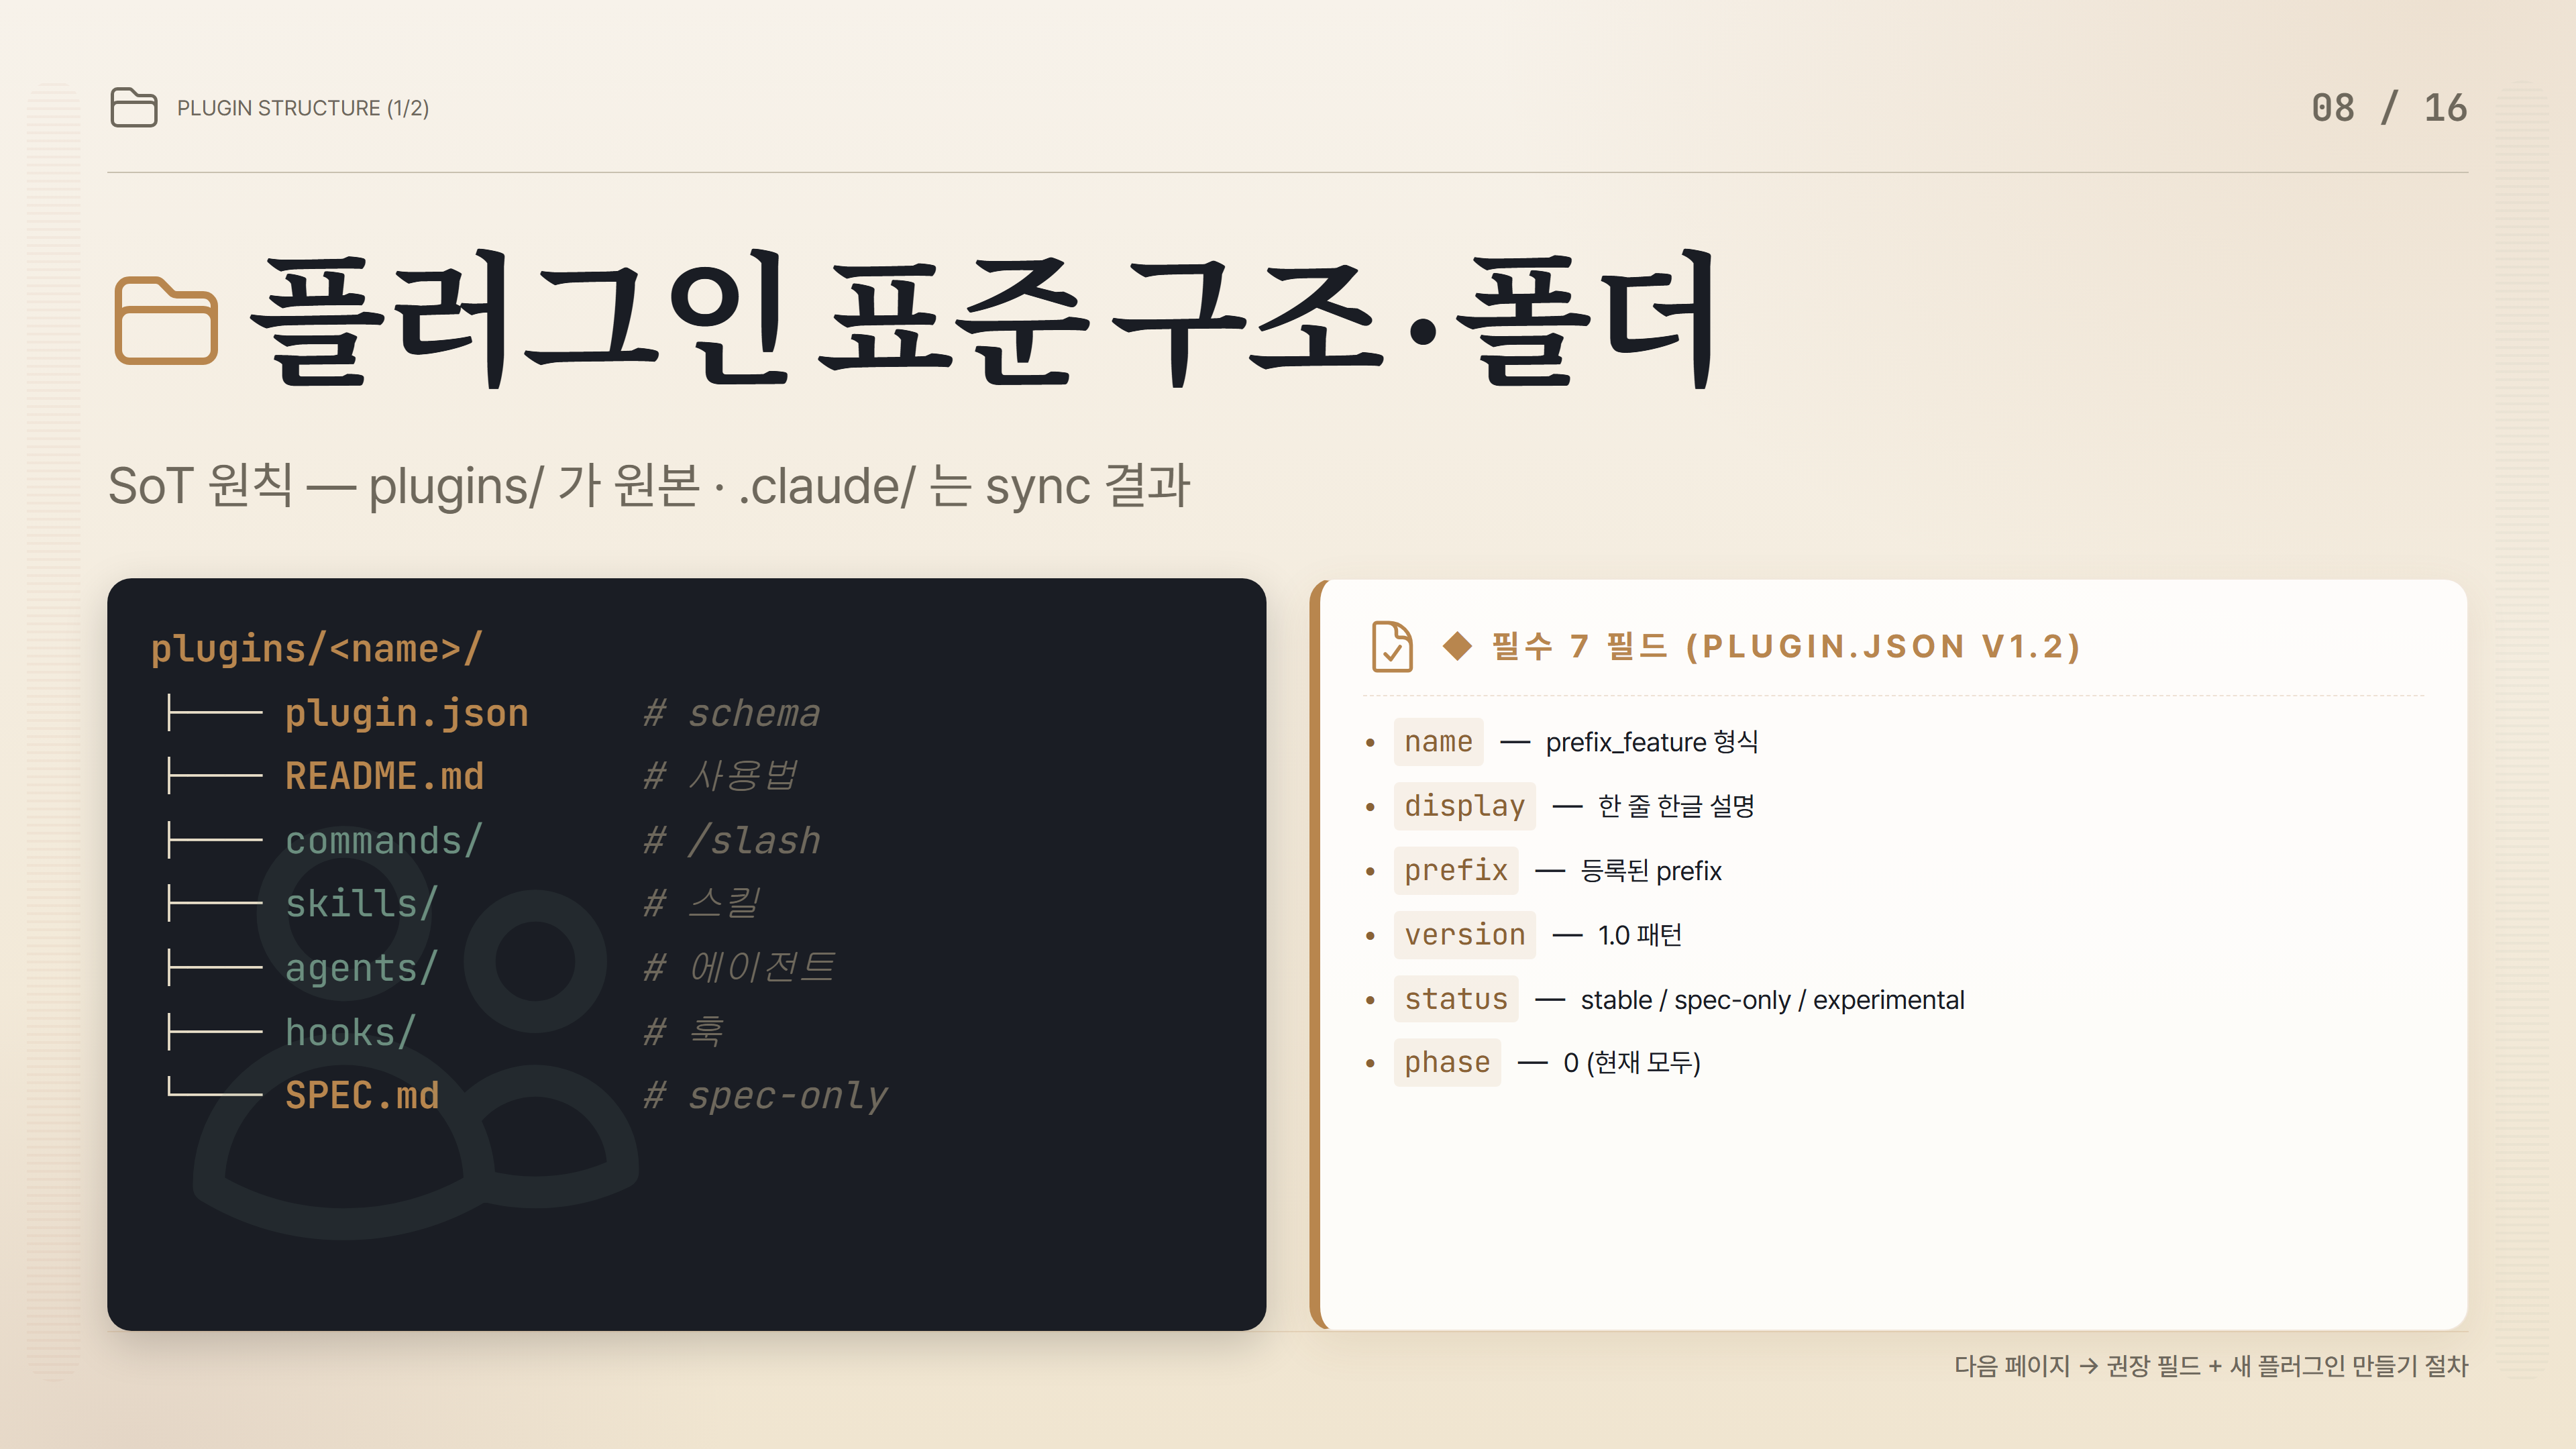 PLUGIN STRUCTURE (1/2)
08 / 16
플러그인 표준 구조 · 폴더
SoT 원칙 — plugins/ 가 원본 · .claude/ 는 sync 결과
plugins/<name>/
├── plugin.json # schema
├── README.md # 사용법
├── commands/ # /slash
├── skills/ # 스킬
├── agents/ # 에이전트
├── hooks/ # 훅
└── SPEC.md # spec-only
◆ 필수 7 필드 (PLUGIN.JSON V1.2)
• name — prefix_feature 형식
• display — 한 줄 한글 설명
• prefix — 등록된 prefix
• version — 1.0 패턴
• status — stable / spec-only / experimental
• phase — 0 (현재 모두)
다음 페이지 → 권장 필드 + 새 플러그인 만들기 절차